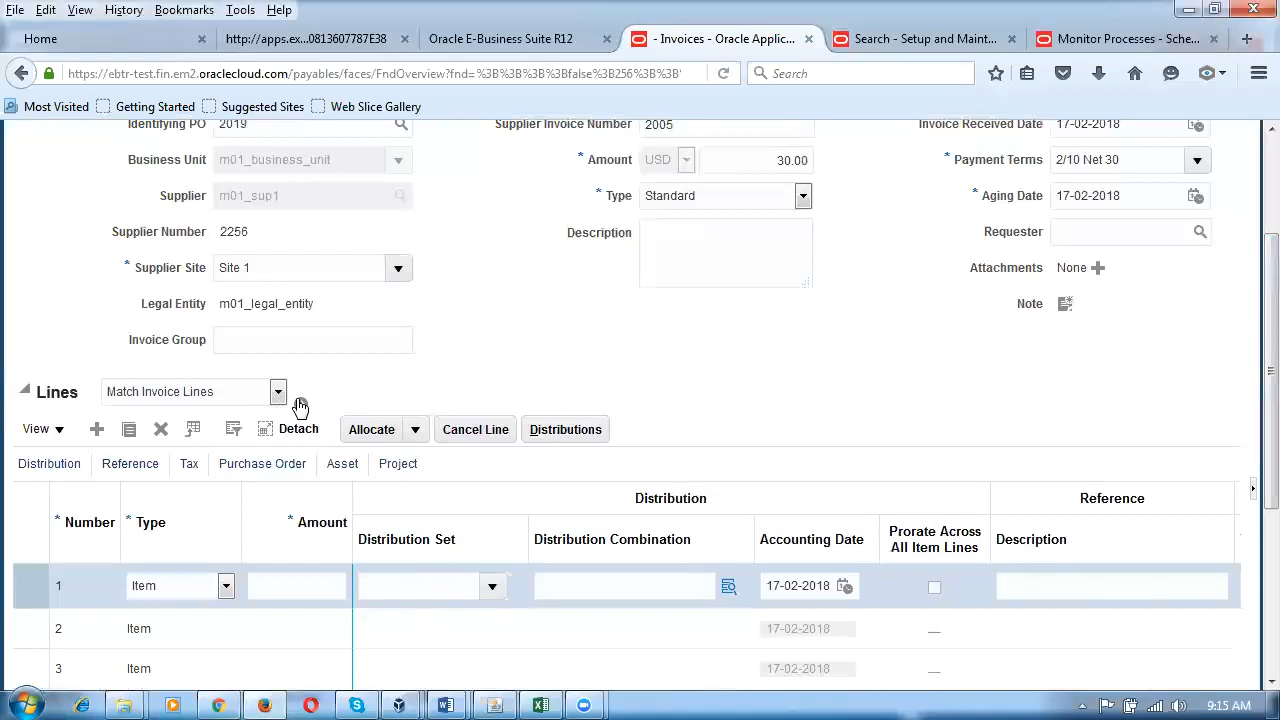 File Edit View History Bookmarks Tools Help
Home http://apps.ex...0813607787E38 Oracle E-Business Suite R12 - Invoices - Oracle Applic... Search - Setup and Maint... Monitor Processes - Sche...
https://ebtr-test.fin.em2.oraclecloud.com/payables/faces/FndOverview?fnd=%3B%3B%3B%3Bfalse%3B256%3B%3B' Search
Most Visited Getting Started Suggested Sites Web Slice Gallery
Identifying PO 2019 Supplier Invoice Number 2005 Invoice Received Date 17-02-2018
Business Unit m01_business_unit * Amount USD 30.00 * Payment Terms 2/10 Net 30
Supplier m01_sup1 * Type Standard * Aging Date 17-02-2018
Supplier Number 2256 Description Requester
* Supplier Site Site 1 Attachments None
Legal Entity m01_legal_entity Note
Invoice Group
Lines Match Invoice Lines
View Detach Allocate Cancel Line Distributions
Distribution Reference Tax Purchase Order Asset Project
Distribution Reference
* Number * Type * Amount Distribution Set Distribution Combination Accounting Date Prorate Across All Item Lines Description
1 Item 17-02-2018
2 Item 17-02-2018
3 Item 17-02-2018
9:15 AM